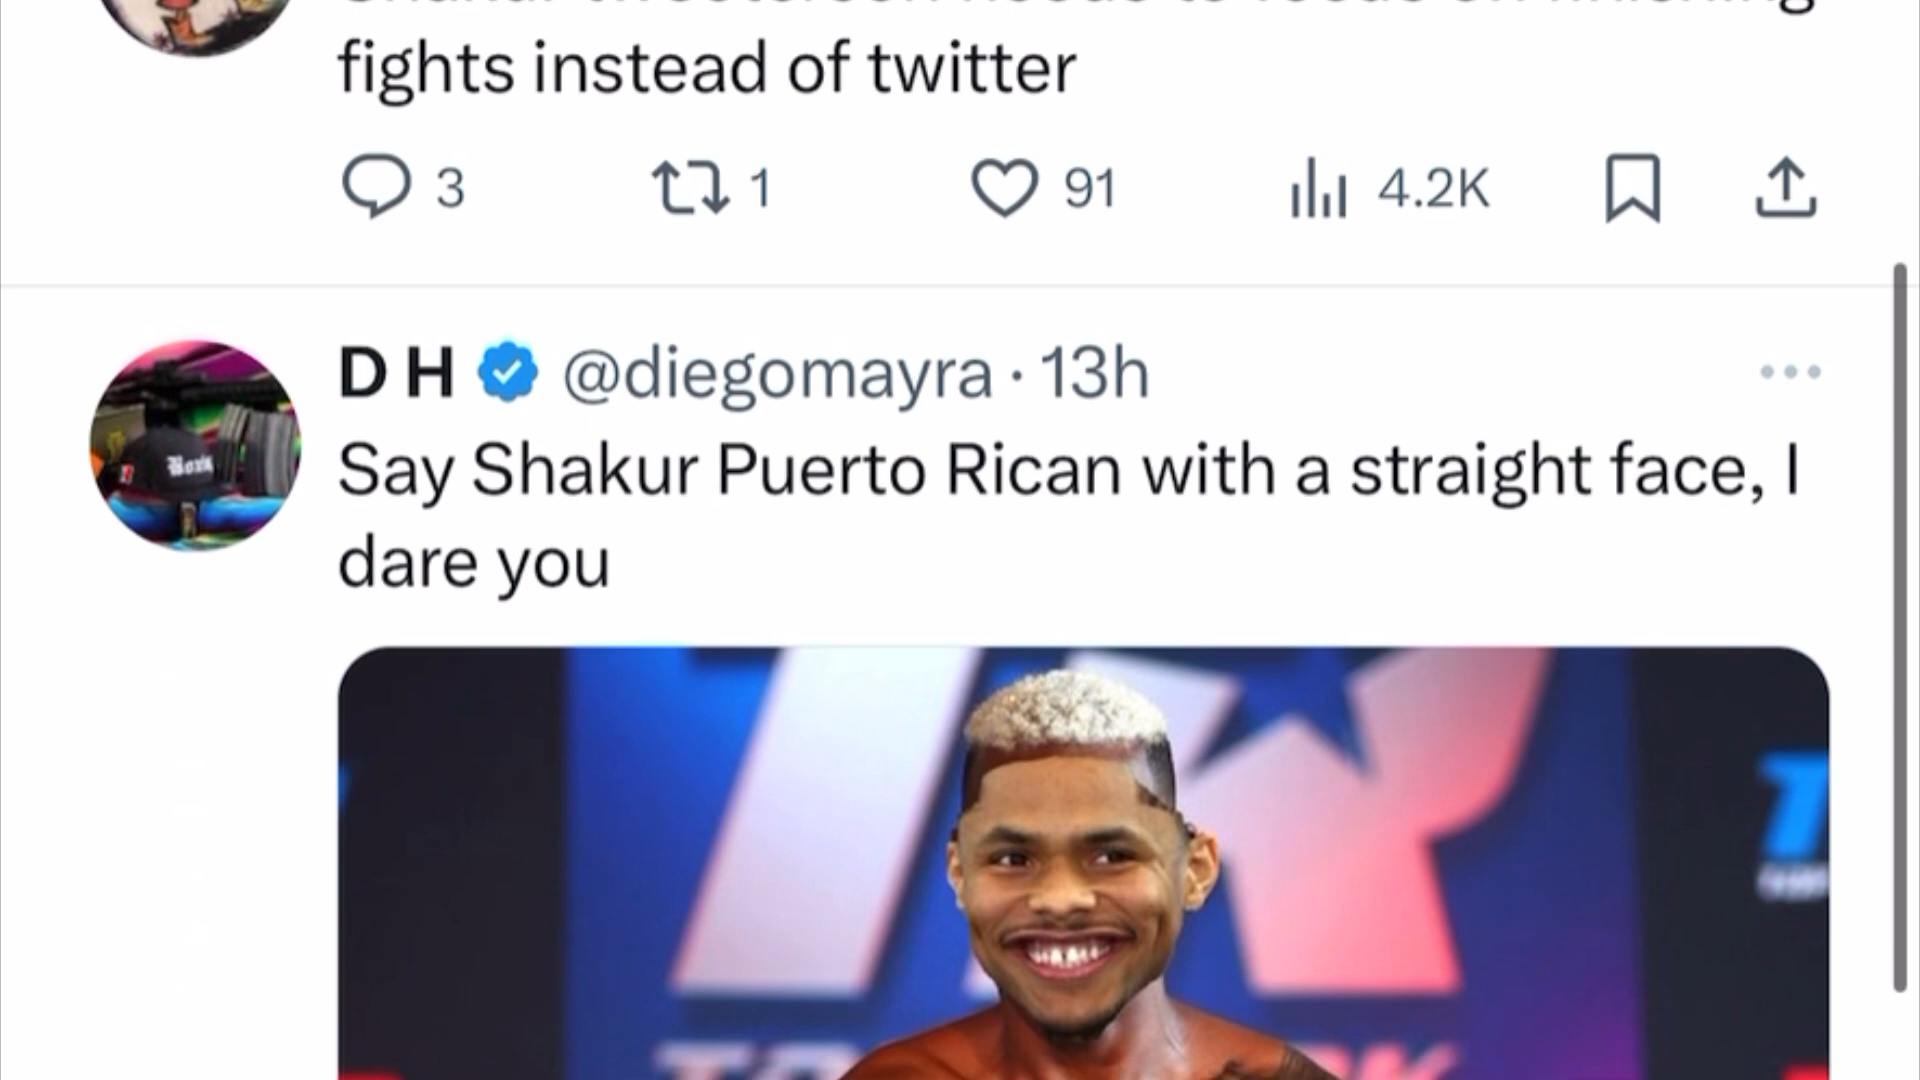 fights instead of twitter
3 1 91 4.2K
D H @diegomayra · 13h
Say Shakur Puerto Rican with a straight face, I
dare you
TR